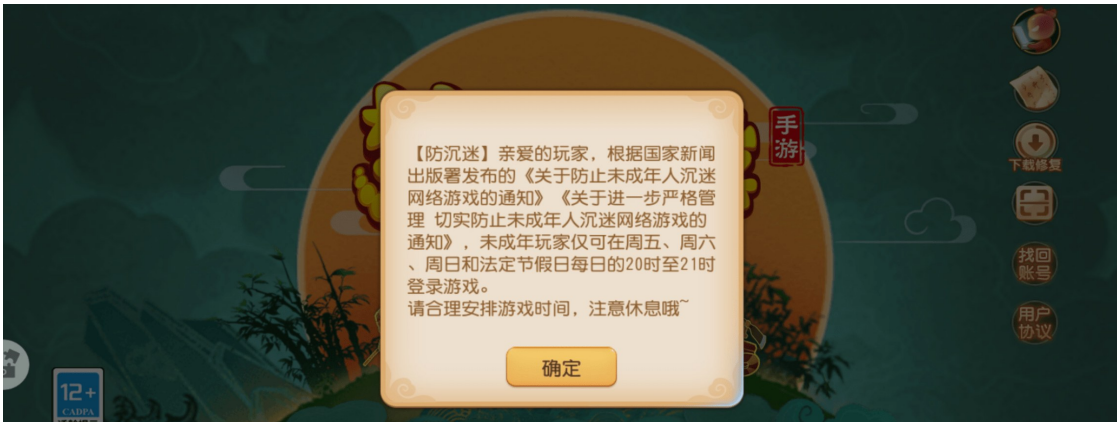 手
游
下载修复
【防沉迷】亲爱的玩家，根据国家新闻
出版署发布的《关于防止未成年人沉迷
网络游戏的通知》《关于进一步严格管
理 切实防止未成年人沉迷网络游戏的
通知》，未成年玩家仅可在周五、周六
、周日和法定节假日每日的20时至21时
登录游戏。
请合理安排游戏时间，注意休息哦~
找回
账号
用户
协议
确定
12+
CADPA